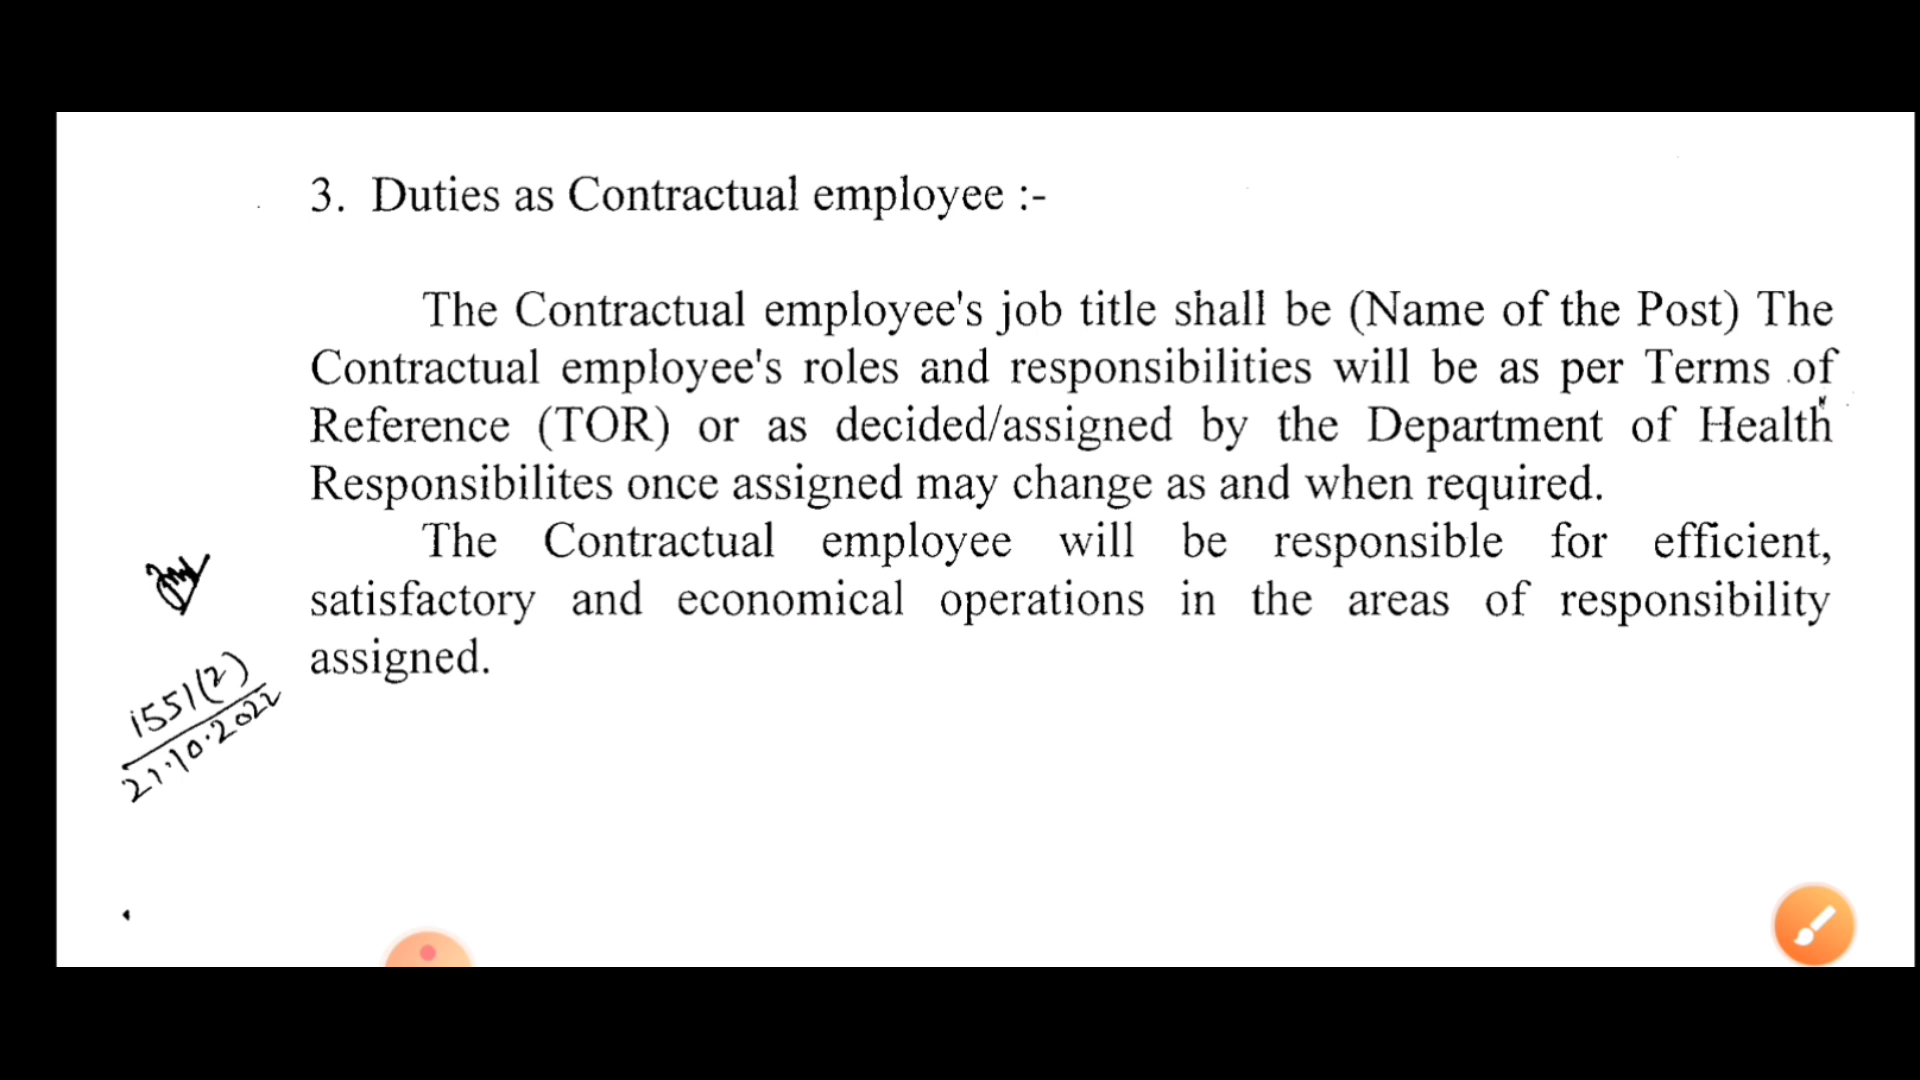 3. Duties as Contractual employee :-
The Contractual employee's job title shall be (Name of the Post) The
Contractual employee's roles and responsibilities will be as per Terms of
Reference (TOR) or as decided/assigned by the Department of Health
Responsibilites once assigned may change as and when required.
The Contractual employee will be responsible for efficient,
satisfactory and economical operations in the areas of responsibility
assigned.
1551(2)
21.10.2022